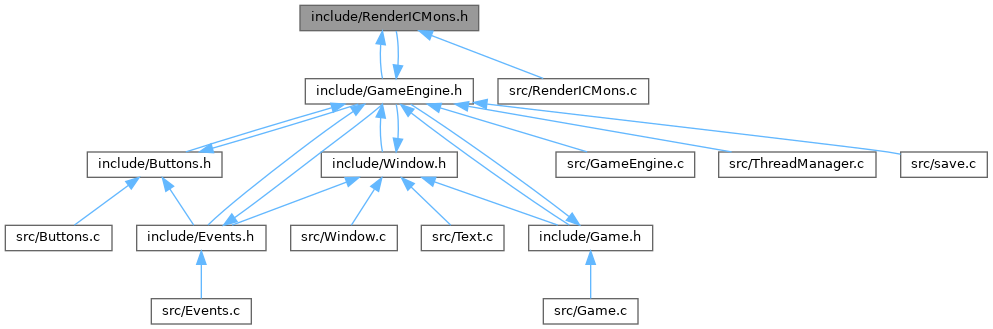 include/RenderICMons.h
include/GameEngine.h
src/RenderICMons.c
include/Buttons.h
include/Window.h
src/GameEngine.c
src/ThreadManager.c
src/save.c
src/Buttons.c
include/Events.h
src/Window.c
src/Text.c
include/Game.h
src/Events.c
src/Game.c